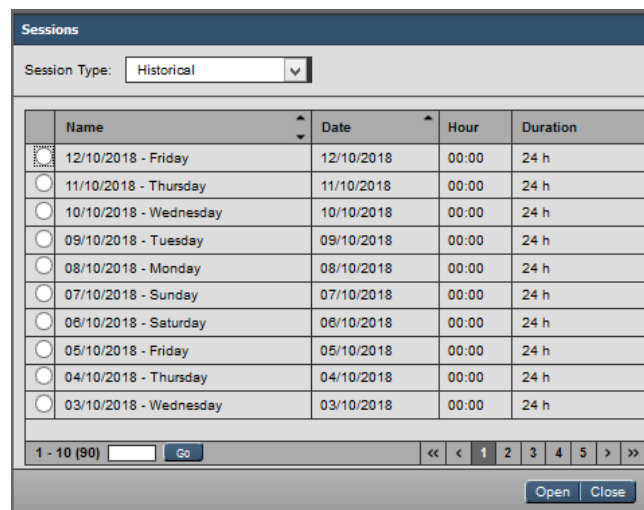 Sessions
Session Type: Historical
Name Date Hour Duration
12/10/2018 - Friday 12/10/2018 00:00 24 h
11/10/2018 - Thursday 11/10/2018 00:00 24 h
10/10/2018 - Wednesday 10/10/2018 00:00 24 h
09/10/2018 - Tuesday 09/10/2018 00:00 24 h
08/10/2018 - Monday 08/10/2018 00:00 24 h
07/10/2018 - Sunday 07/10/2018 00:00 24 h
06/10/2018 - Saturday 06/10/2018 00:00 24 h
05/10/2018 - Friday 05/10/2018 00:00 24 h
04/10/2018 - Thursday 04/10/2018 00:00 24 h
03/10/2018 - Wednesday 03/10/2018 00:00 24 h
1 - 10 (90) Go << < 1 2 3 4 5 > >>
Open Close